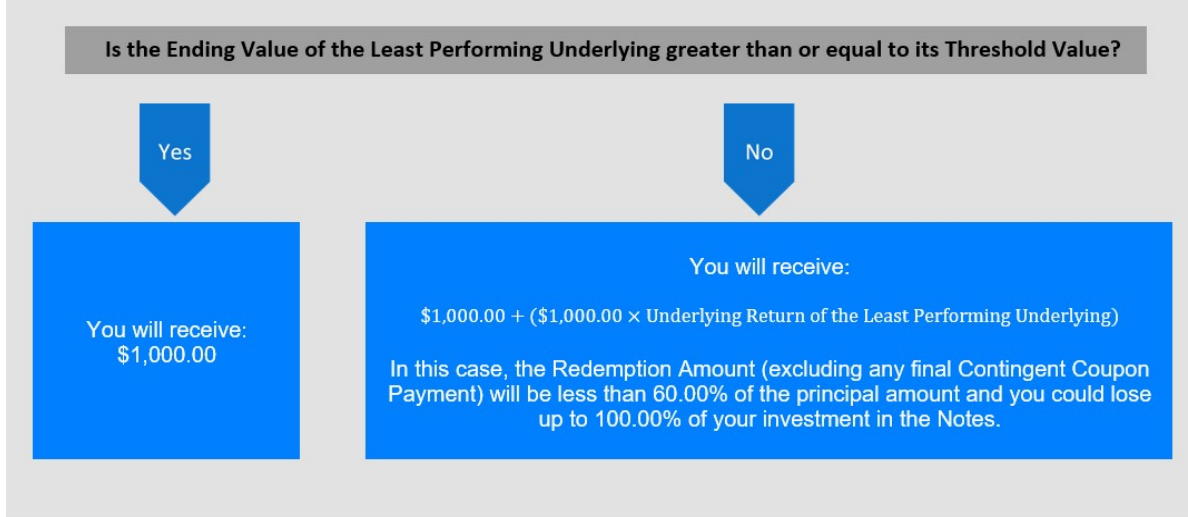 Is the Ending Value of the Least Performing Underlying greater than or equal to its Threshold Value?
Yes
No
You will receive:
$1,000.00
You will receive:
$1,000.00 + ($1,000.00 × Underlying Return of the Least Performing Underlying)
In this case, the Redemption Amount (excluding any final Contingent Coupon
Payment) will be less than 60.00% of the principal amount and you could lose
up to 100.00% of your investment in the Notes.